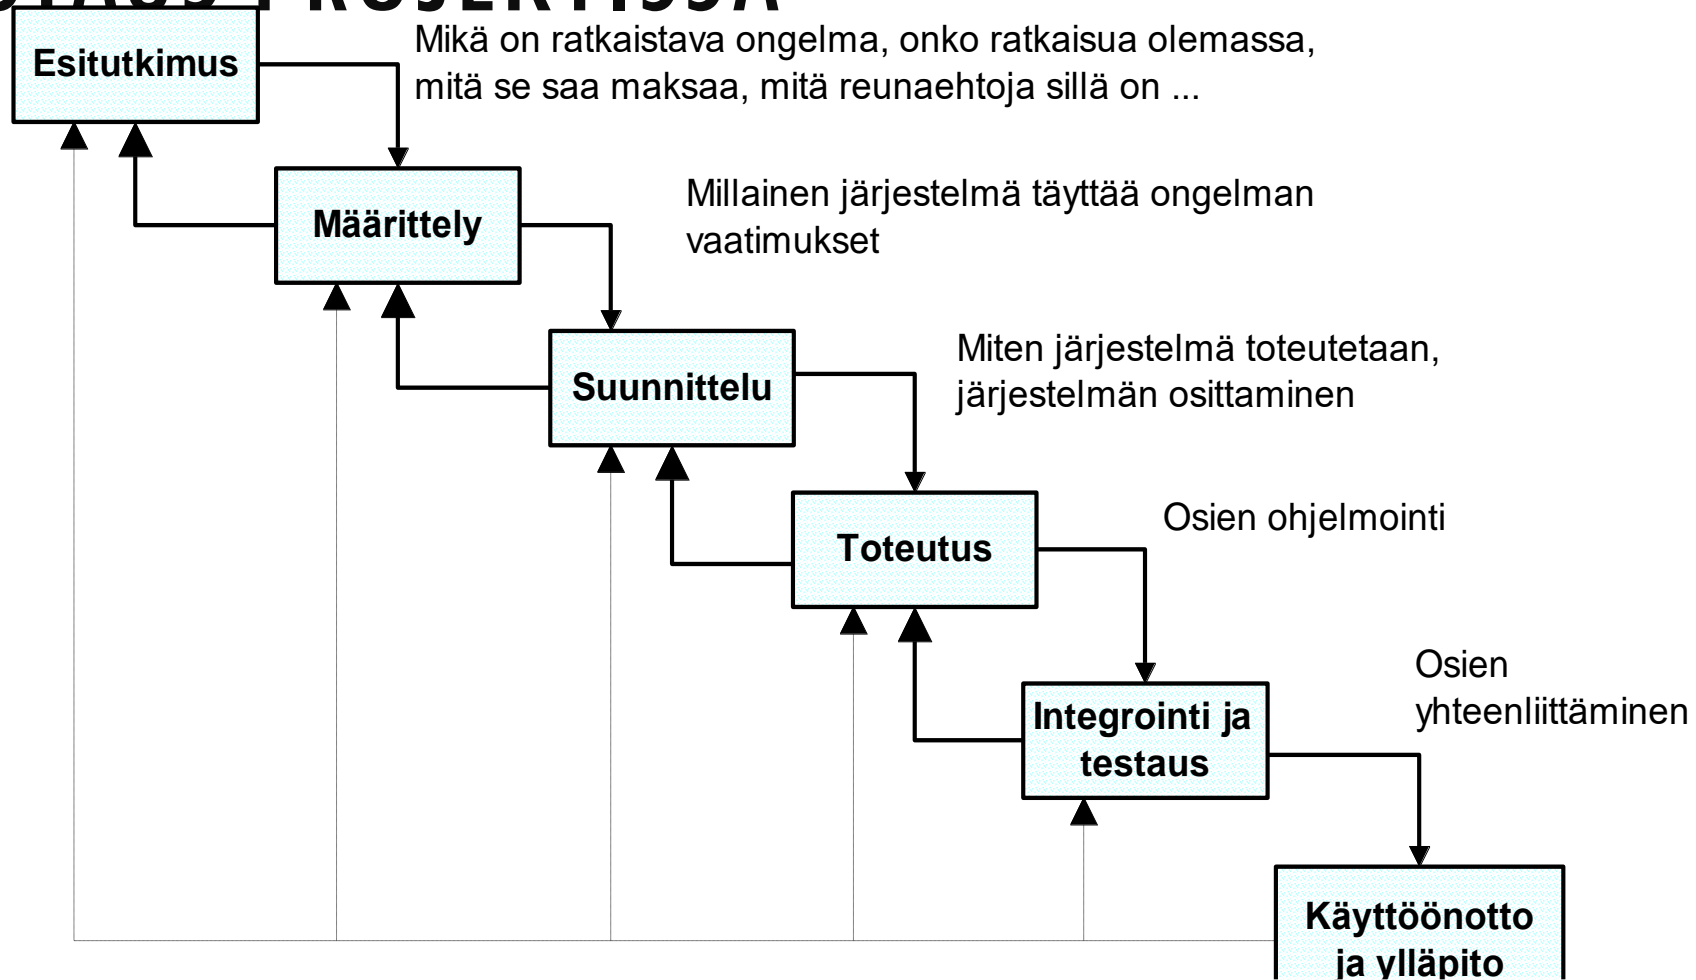 PROJEKTISSA
Esitutkimus
Mikä on ratkaistava ongelma, onko ratkaisua olemassa,
mitä se saa maksaa, mitä reunaehtoja sillä on ...
Määrittely
Millainen järjestelmä täyttää ongelman
vaatimukset
Suunnittelu
Miten järjestelmä toteutetaan,
järjestelmän osittaminen
Toteutus
Osien ohjelmointi
Integrointi ja
testaus
Osien
yhteenliittäminen
Käyttöönotto
ja ylläpito